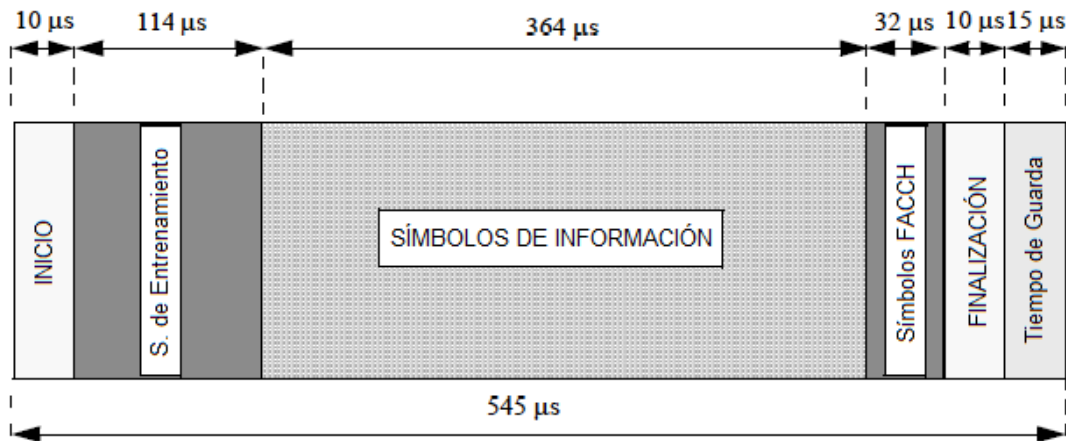 10 μs 114 μs 364 μs 32 μs 10 μs 15 μs
INICIO
S. de Entrenamiento
SÍMBOLOS DE INFORMACIÓN
Símbolos FACCH
FINALIZACIÓN
Tiempo de Guarda
545 μs